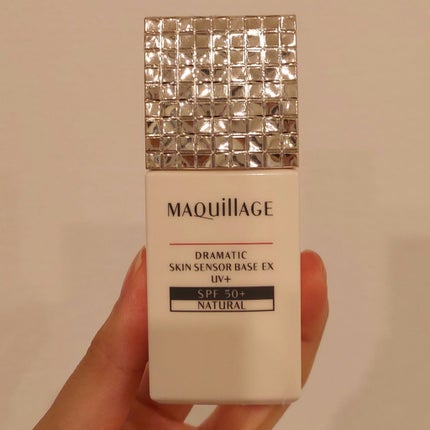 MAQuillAGE
DRAMATIC
SKIN SENSOR BASE EX
UV+
SPF 50+
NATURAL